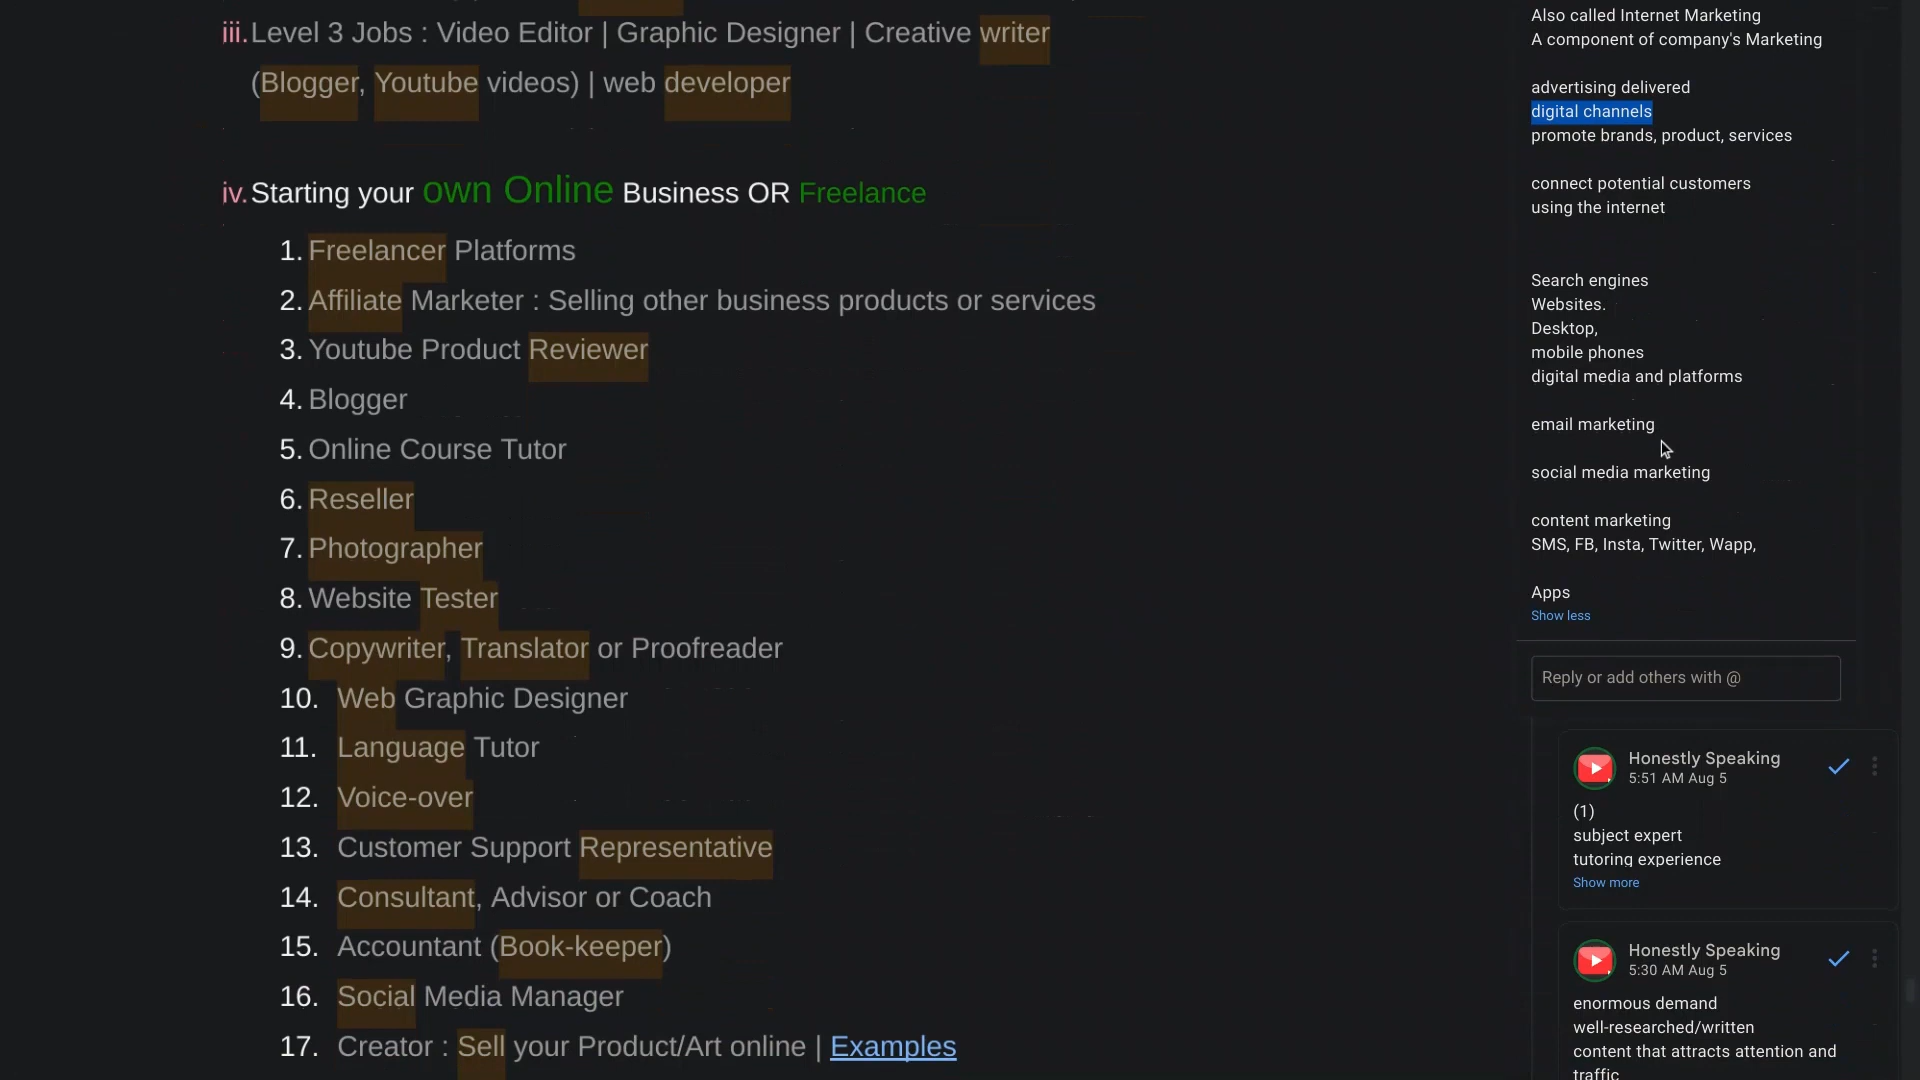 iii. Level 3 Jobs : Video Editor | Graphic Designer | Creative writer
(Blogger, Youtube videos) | web developer
iv. Starting your own Online Business OR Freelance
1. Freelancer Platforms
2. Affiliate Marketer : Selling other business products or services
3. Youtube Product Reviewer
4. Blogger
5. Online Course Tutor
6. Reseller
7. Photographer
8. Website Tester
9. Copywriter, Translator or Proofreader
10. Web Graphic Designer
11. Language Tutor
12. Voice-over
13. Customer Support Representative
14. Consultant, Advisor or Coach
15. Accountant (Book-keeper)
16. Social Media Manager
17. Creator : Sell your Product/Art online | Examples
Also called Internet Marketing
A component of company's Marketing
advertising delivered
digital channels
promote brands, product, services
connect potential customers
using the internet
Search engines
Websites.
Desktop,
mobile phones
digital media and platforms
email marketing
social media marketing
content marketing
SMS, FB, Insta, Twitter, Wapp,
Apps
Show less
Reply or add others with @
Honestly Speaking
5:51 AM Aug 5
(1)
subject expert
tutoring experience
Show more
Honestly Speaking
5:30 AM Aug 5
enormous demand
well-researched/written
content that attracts attention and
traffic